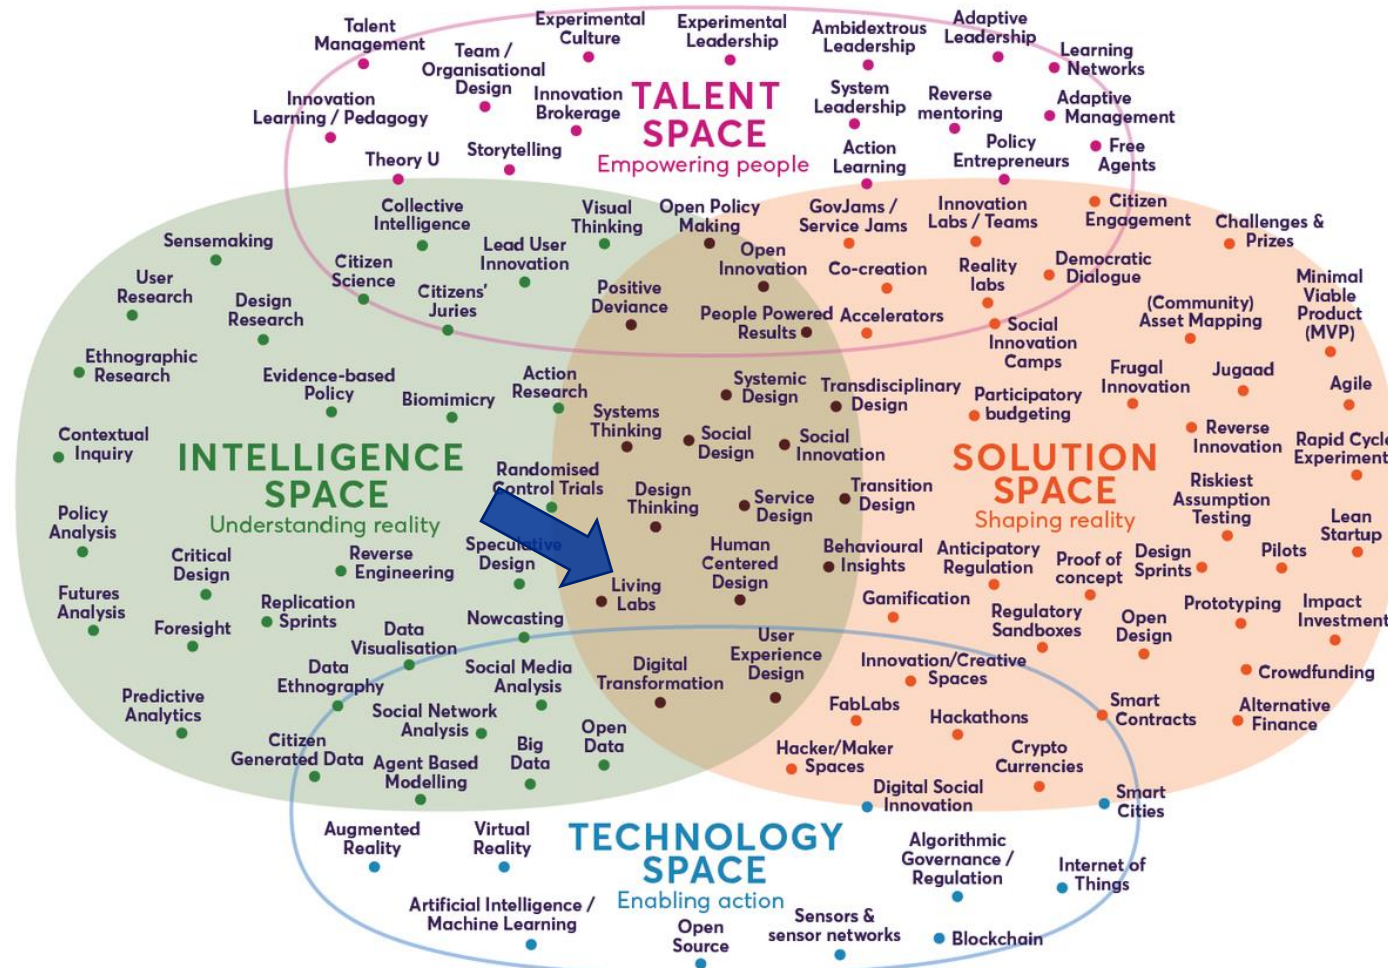 Talent
Management
Team /
Organisational
Design
Experimental
Culture
Experimental
Leadership
Ambidextrous
Leadership
Adaptive
Leadership
Learning
Networks
Innovation
Learning / Pedagogy
Innovation
Brokerage
TALENT
SPACE
Empowering people
System
Leadership
Reverse
mentoring
Adaptive
Management
Theory U
Storytelling
Action
Learning
Policy
Entrepreneurs
Free
Agents
Collective
Intelligence
Visual
Thinking
Open Policy
Making
GovJams /
Service Jams
Innovation
Labs / Teams
Citizen
Engagement
Challenges &
Prizes
Sensemaking
Lead User
Innovation
Open
Innovation
Co-creation
Reality
labs
Democratic
Dialogue
User
Research
Design
Research
Citizen
Science
Citizens'
Juries
Positive
Deviance
People Powered
Results
Accelerators
Social
Innovation
Camps
(Community)
Asset Mapping
Minimal
Viable
Product
(MVP)
Ethnographic
Research
Evidence-based
Policy
Biomimicry
Action
Research
Systemic
Design
Transdisciplinary
Design
Participatory
budgeting
Frugal
Innovation
Jugaad
Agile
Contextual
Inquiry
Systems
Thinking
Social
Design
Social
Innovation
Reverse
Innovation
Rapid Cycle
Experiment
INTELLIGENCE
SPACE
Understanding reality
Randomised
Control Trials
Design
Thinking
Service
Design
Transition
Design
SOLUTION
SPACE
Shaping reality
Riskiest
Assumption
Testing
Lean
Startup
Policy
Analysis
Critical
Design
Reverse
Engineering
Speculative
Design
Human
Centered
Design
Behavioural
Insights
Anticipatory
Regulation
Proof of
concept
Design
Sprints
Pilots
Futures
Analysis
Foresight
Replication
Sprints
Living
Labs
Gamification
Regulatory
Sandboxes
Open
Design
Prototyping
Impact
Investment
Data
Visualisation
Nowcasting
User
Experience
Design
Data
Ethnography
Social Media
Analysis
Digital
Transformation
Innovation/Creative
Spaces
Crowdfunding
Predictive
Analytics
Social Network
Analysis
FabLabs
Hackathons
Smart
Contracts
Alternative
Finance
Citizen
Generated Data
Agent Based
Modelling
Big
Data
Open
Data
Hacker/Maker
Spaces
Crypto
Currencies
Digital Social
Innovation
Smart
Cities
Augmented
Reality
Virtual
Reality
TECHNOLOGY
SPACE
Enabling action
Algorithmic
Governance /
Regulation
Internet of
Things
Artificial Intelligence /
Machine Learning
Open
Source
Sensors &
sensor networks
Blockchain